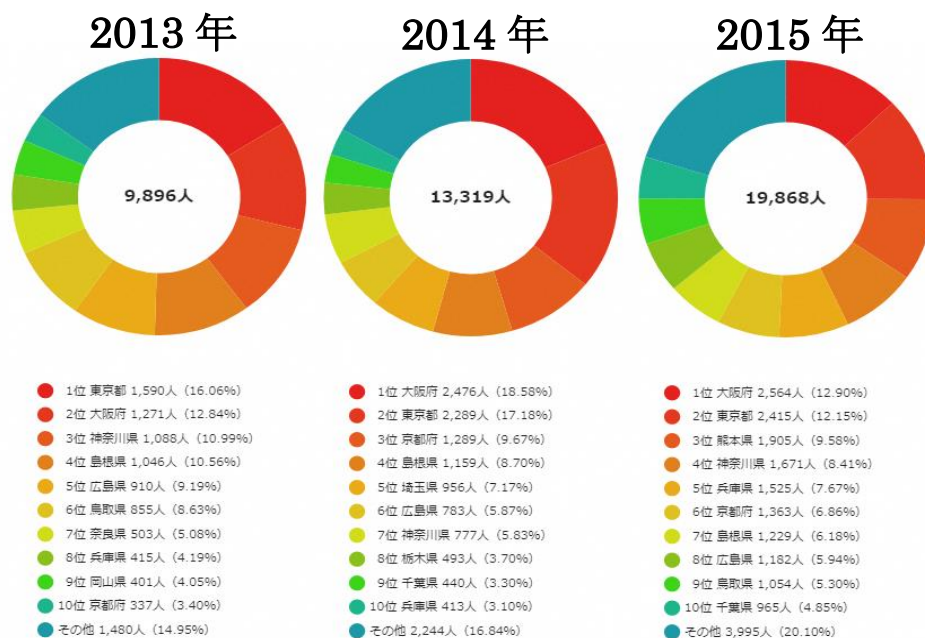 2013 年
9,896人
1位 東京都 1,590人（16.06%）
2位 大阪府 1,271人（12.84%）
3位 神奈川県 1,088人（10.99%）
4位 島根県 1,046人（10.56%）
5位 広島県 910人（9.19%）
6位 鳥取県 855人（8.63%）
7位 奈良県 503人（5.08%）
8位 兵庫県 415人（4.19%）
9位 岡山県 401人（4.05%）
10位 京都府 337人（3.40%）
その他 1,480人（14.95%）
2014 年
13,319人
1位 大阪府 2,476人（18.58%）
2位 東京都 2,289人（17.18%）
3位 京都府 1,289人（9.67%）
4位 島根県 1,159人（8.70%）
5位 埼玉県 956人（7.17%）
6位 広島県 783人（5.87%）
7位 神奈川県 777人（5.83%）
8位 栃木県 493人（3.70%）
9位 千葉県 440人（3.30%）
10位 兵庫県 413人（3.10%）
その他 2,244人（16.84%）
2015 年
19,868人
1位 大阪府 2,564人（12.90%）
2位 東京都 2,415人（12.15%）
3位 熊本県 1,905人（9.58%）
4位 神奈川県 1,671人（8.41%）
5位 兵庫県 1,525人（7.67%）
6位 京都府 1,363人（6.86%）
7位 島根県 1,229人（6.18%）
8位 広島県 1,182人（5.94%）
9位 鳥取県 1,054人（5.30%）
10位 千葉県 965人（4.85%）
その他 3,995人（20.10%）